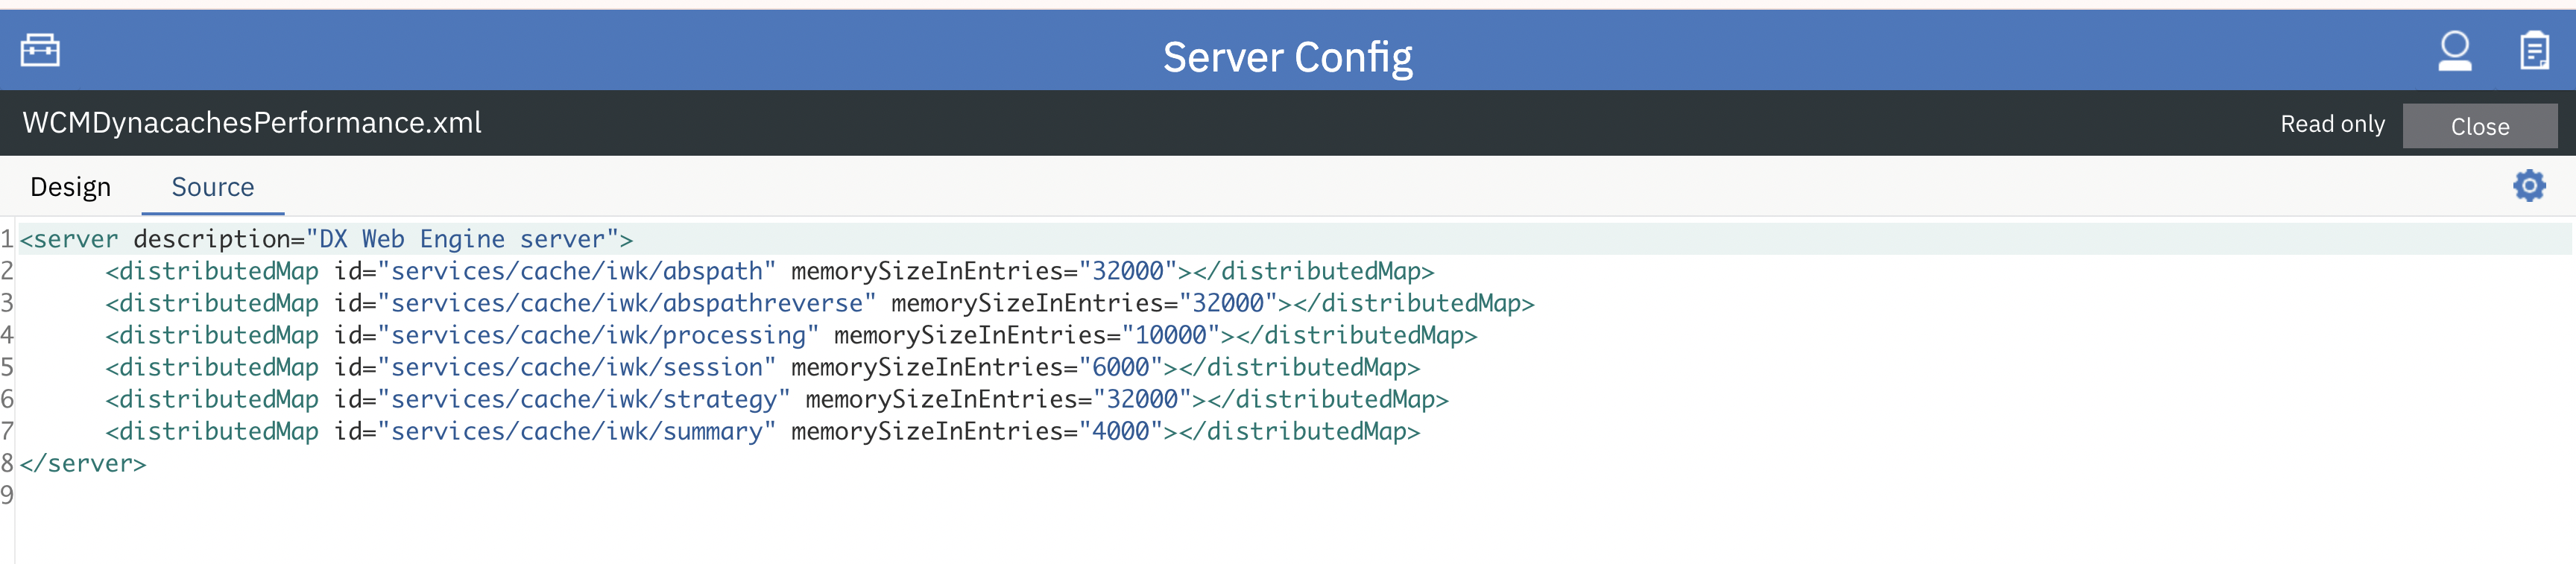 Server Config
WCMDynacachesPerformance.xml Read only Close
Design Source
1 <server description="DX Web Engine server">
2 <distributedMap id="services/cache/iwk/abspath" memorySizeInEntries="32000"></distributedMap>
3 <distributedMap id="services/cache/iwk/abspathreverse" memorySizeInEntries="32000"></distributedMap>
4 <distributedMap id="services/cache/iwk/processing" memorySizeInEntries="10000"></distributedMap>
5 <distributedMap id="services/cache/iwk/session" memorySizeInEntries="6000"></distributedMap>
6 <distributedMap id="services/cache/iwk/strategy" memorySizeInEntries="32000"></distributedMap>
7 <distributedMap id="services/cache/iwk/summary" memorySizeInEntries="4000"></distributedMap>
8 </server>
9